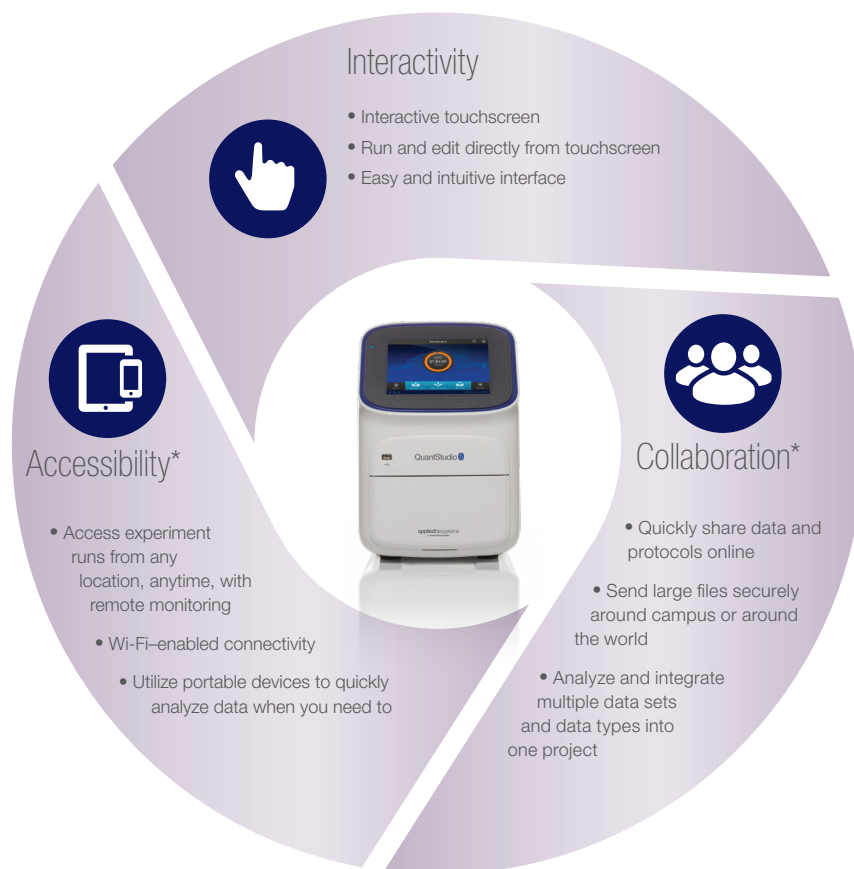 Interactivity
• Interactive touchscreen
• Run and edit directly from touchscreen
• Easy and intuitive interface
Accessibility*
• Access experiment
runs from any
location, anytime, with
remote monitoring
• Wi-Fi–enabled connectivity
• Utilize portable devices to quickly
analyze data when you need to
Collaboration*
• Quickly share data and
protocols online
• Send large files securely
around campus or around
the world
• Analyze and integrate
multiple data sets
and data types into
one project
QuantStudio 5
appliedbiosystems